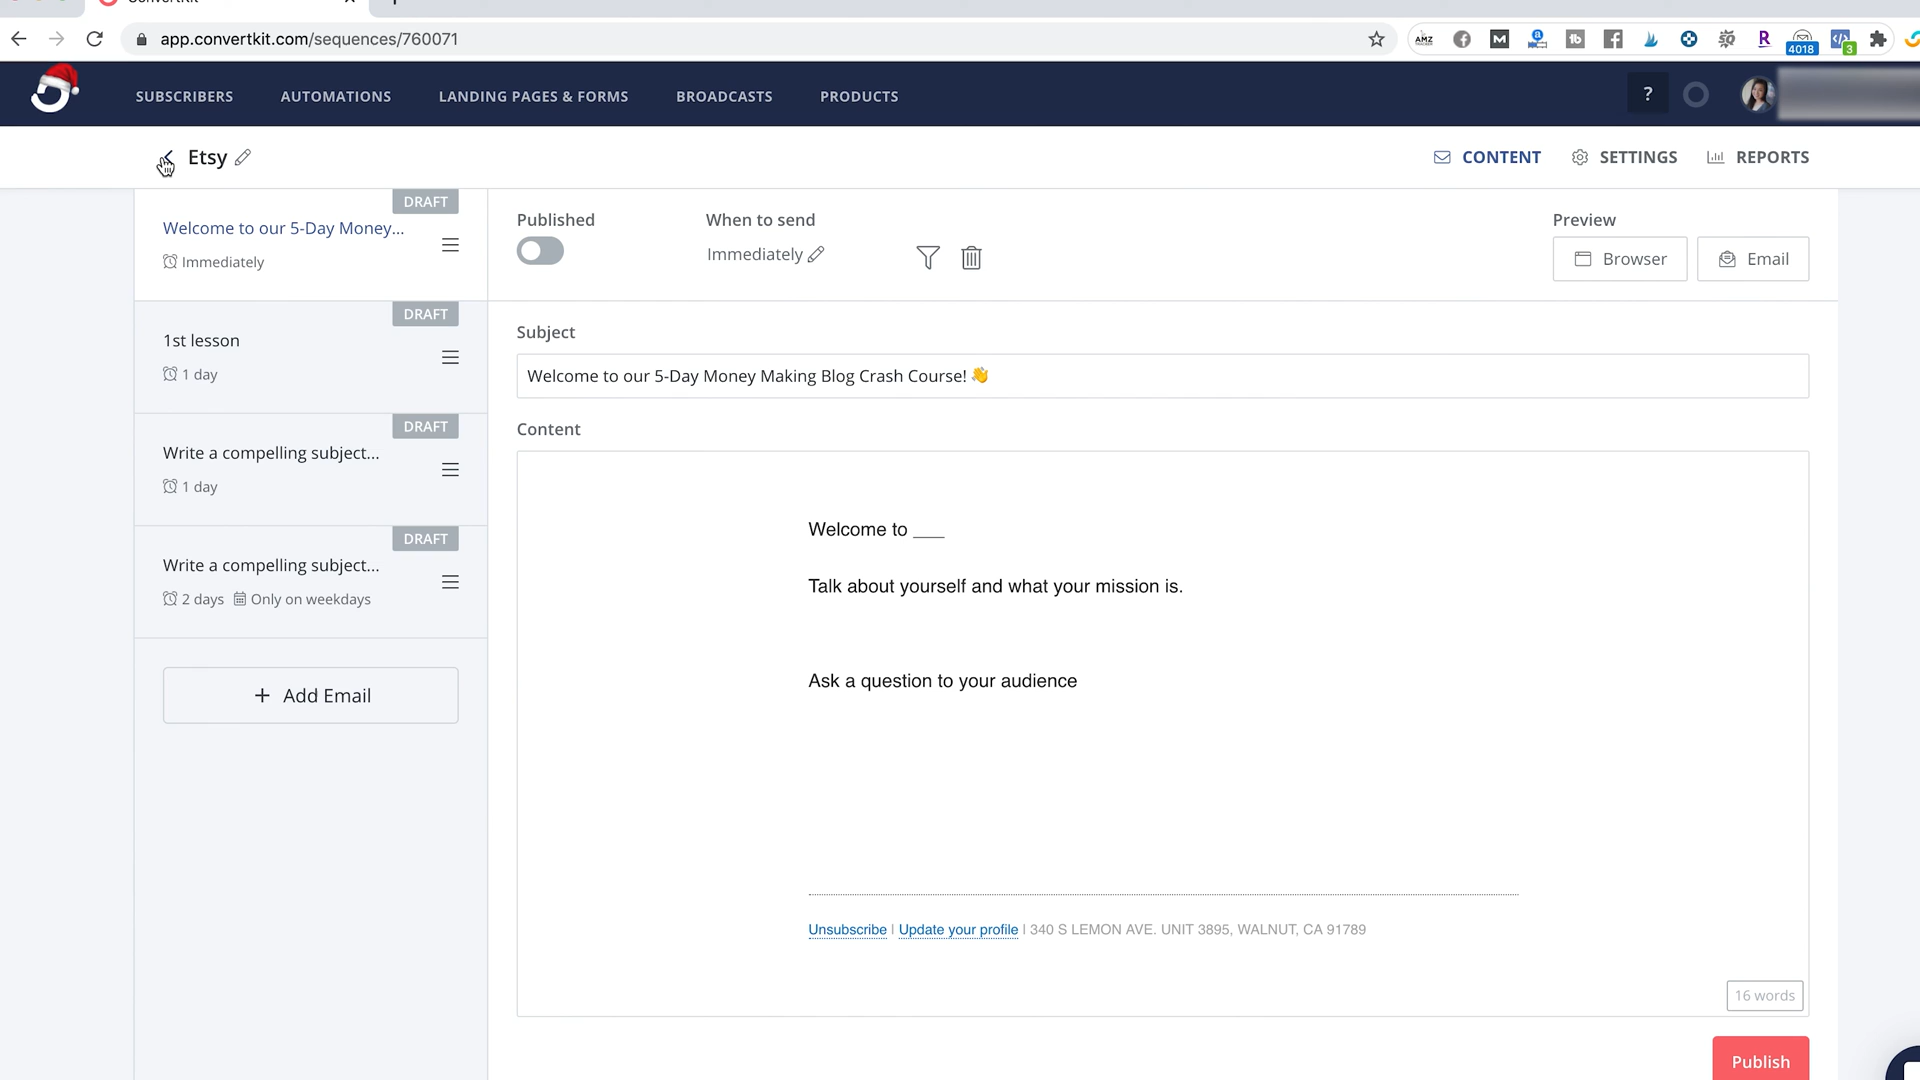 app.convertkit.com/sequences/760071
AMZ
4018
3
SUBSCRIBERS
AUTOMATIONS
LANDING PAGES & FORMS
BROADCASTS
PRODUCTS
?
Etsy
CONTENT
SETTINGS
REPORTS
DRAFT
Welcome to our 5-Day Money...
Immediately
DRAFT
1st lesson
1 day
DRAFT
Write a compelling subject...
1 day
DRAFT
Write a compelling subject...
2 days Only on weekdays
+ Add Email
Published
When to send
Immediately
Preview
Browser
Email
Subject
Welcome to our 5-Day Money Making Blog Crash Course! 👋
Content
Welcome to ___
Talk about yourself and what your mission is.
Ask a question to your audience
Unsubscribe | Update your profile | 340 S LEMON AVE. UNIT 3895, WALNUT, CA 91789
16 words
Publish